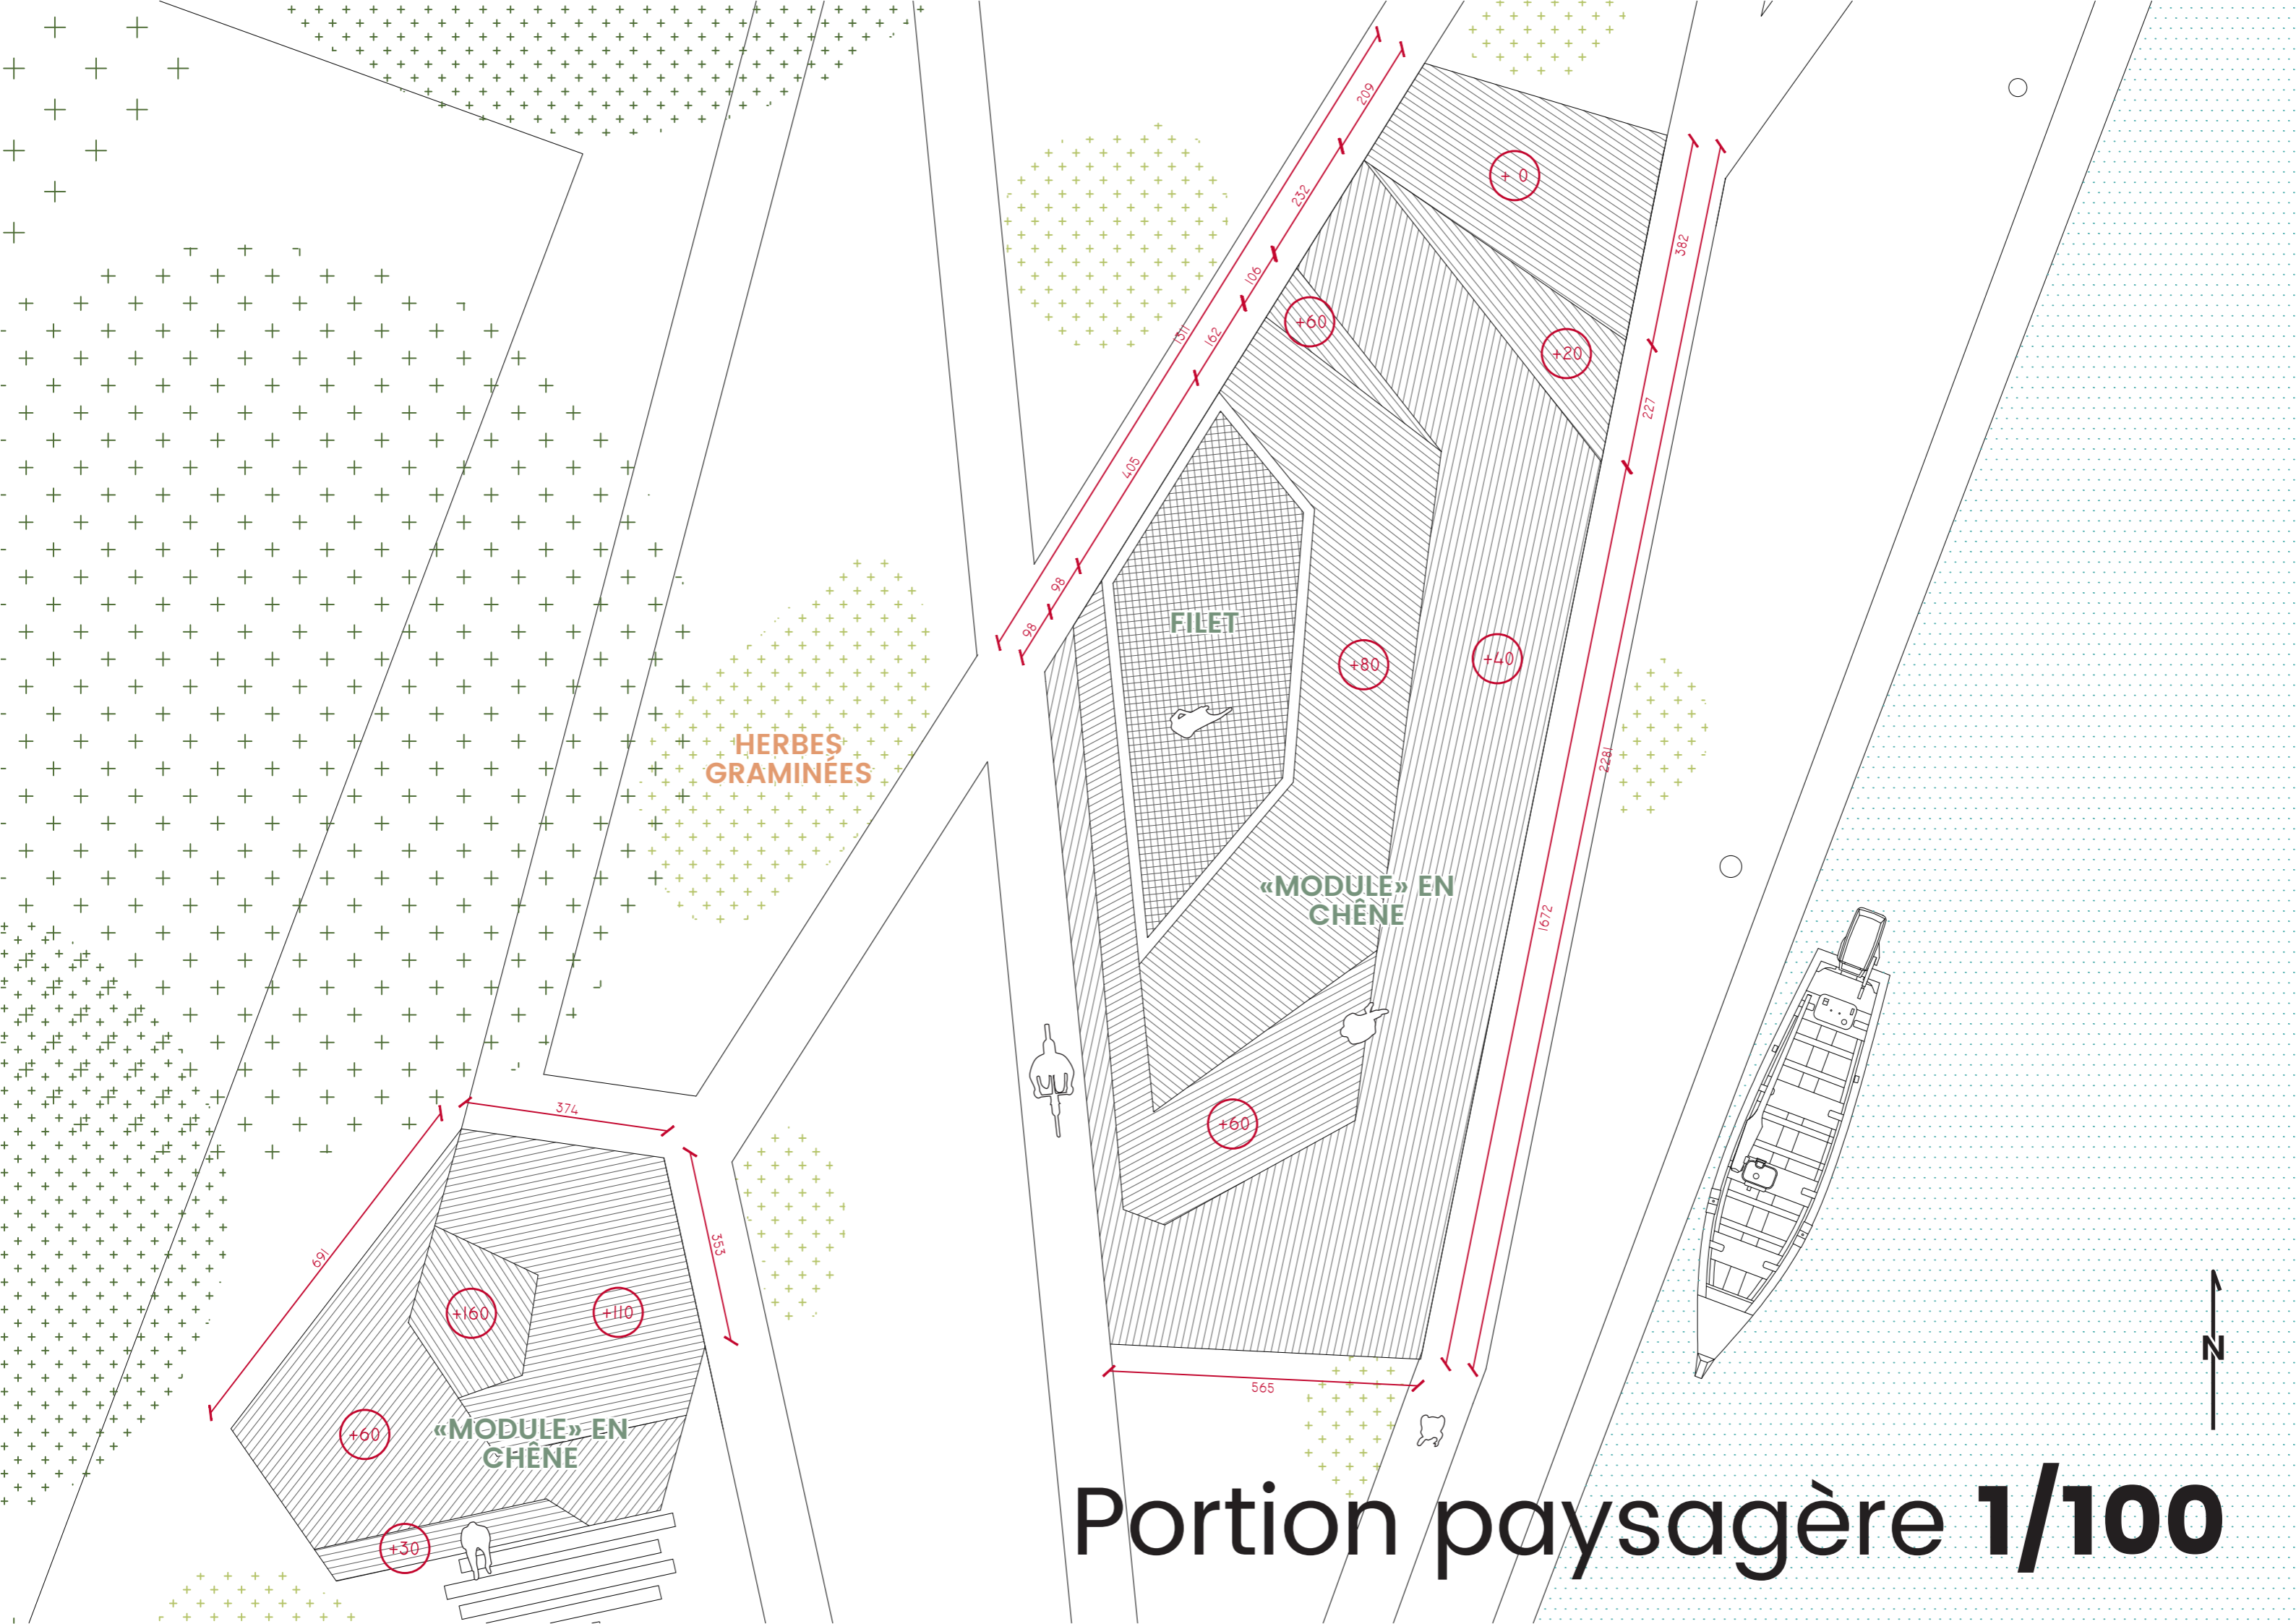 209
+ 0
232
382
106
+60
1311
162
+20
227
405
98
FILET
98
+80
+40
HERBES
GRAMINÉES
2281
«MODULE» EN
CHÊNE
1672
374
+60
691
353
+160
+110
N
565
+60
«MODULE» EN
CHÊNE
+30
Portion paysagère 1/100